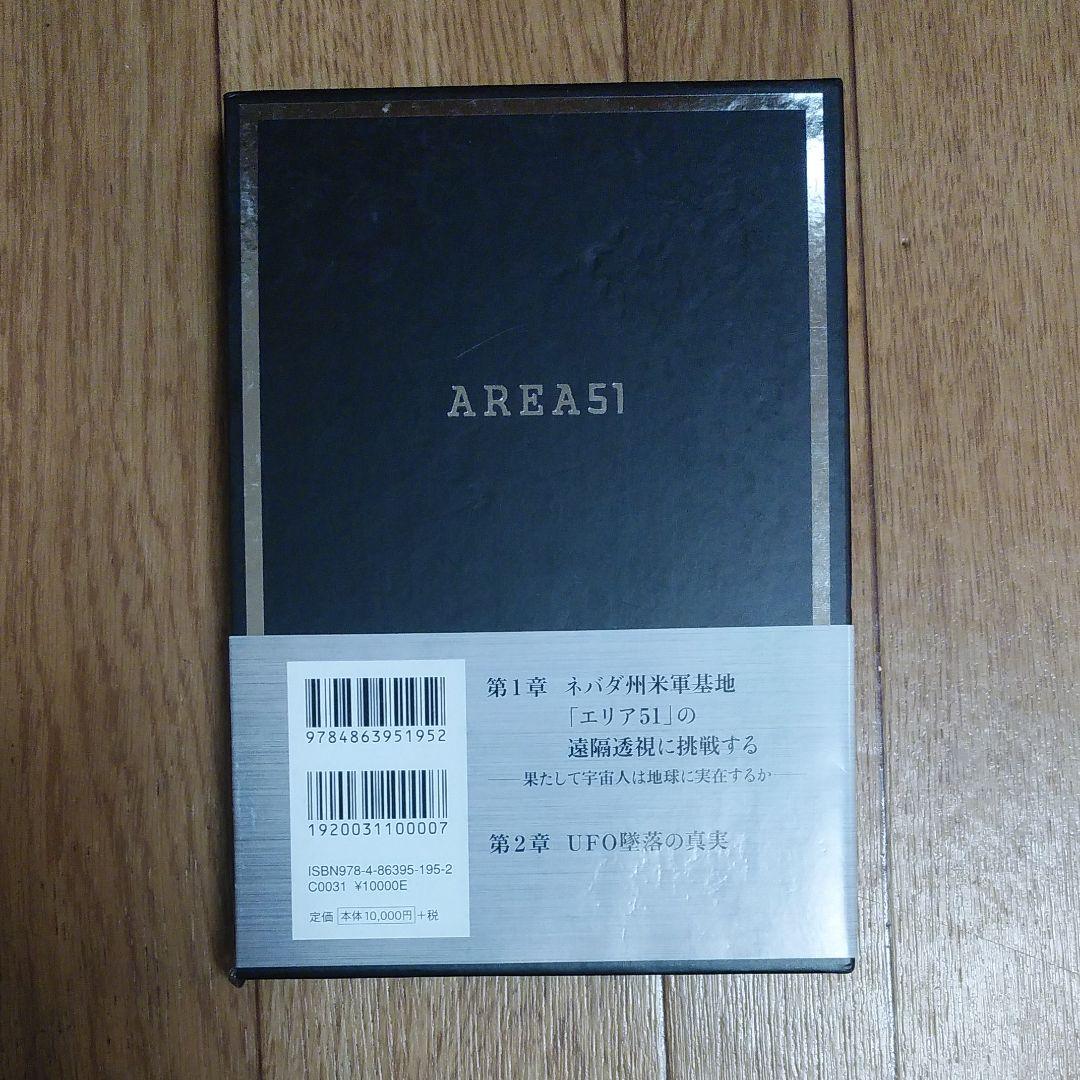 AREA51
9784863951952
1920031100007
ISBN978-4-86395-195-2
C0031 ¥10000E
定価 本体10,000円+税
第1章 ネバダ州米軍基地
「エリア51」の
遠隔透視に挑戦する
—果たして宇宙人は地球に実在するか—
第2章 UFO墜落の真実